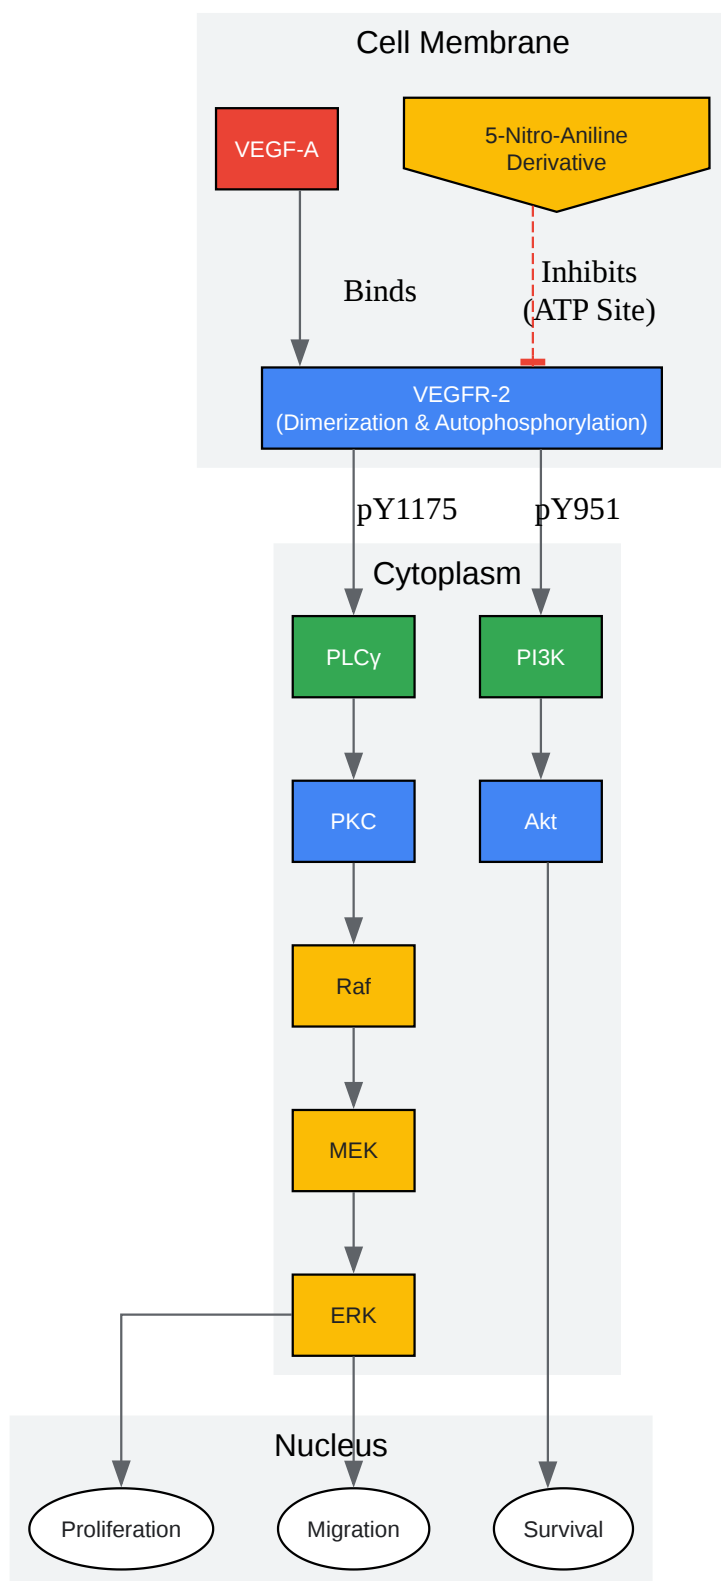 Cell Membrane
VEGF-A
5-Nitro-Aniline
Derivative
Binds
Inhibits
(ATP Site)
VEGFR-2
(Dimerization & Autophosphorylation)
pY1175
pY951
Cytoplasm
PLCγ
PI3K
PKC
Akt
Raf
MEK
ERK
Nucleus
Proliferation
Migration
Survival